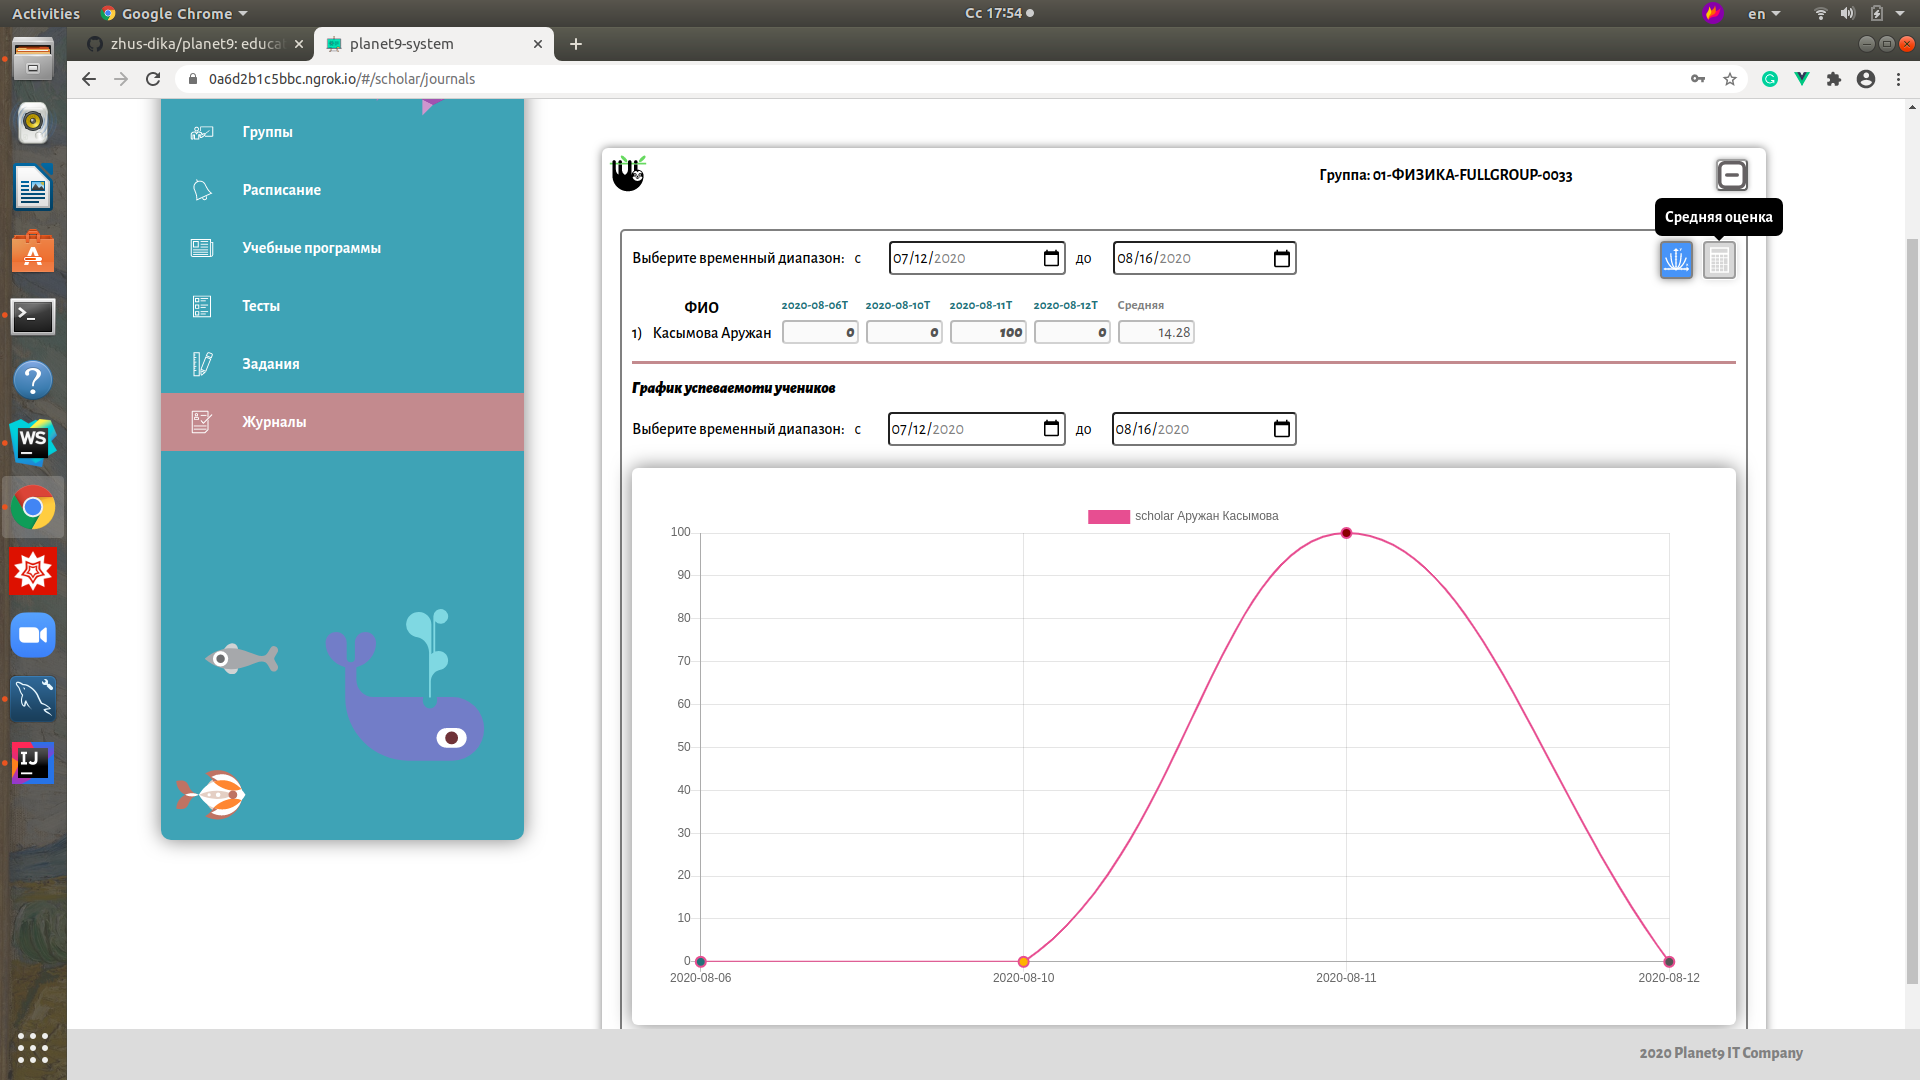 Activities
Google Chrome
Сс 17:54
en
zhus-dika/planet9: educat
planet9-system
0a6d2b1c5bbc.ngrok.io/#/scholar/journals
Группы
Расписание
Учебные программы
Тесты
Задания
Журналы
Группа: 01-ФИЗИКА-FULLGROUP-0033
Средняя оценка
Выберите временный диапазон: с 07/12/2020 до 08/16/2020
ФИО 2020-08-06T 2020-08-10T 2020-08-11T 2020-08-12T Средняя
1) Касымова Аружан 0 0 100 0 14.28
График успеваемоти учеников
Выберите временный диапазон: с 07/12/2020 до 08/16/2020
scholar Аружан Касымова
100
90
80
70
60
50
40
30
20
10
0
2020-08-06 2020-08-10 2020-08-11 2020-08-12
WS
IJ
2020 Planet9 IT Company